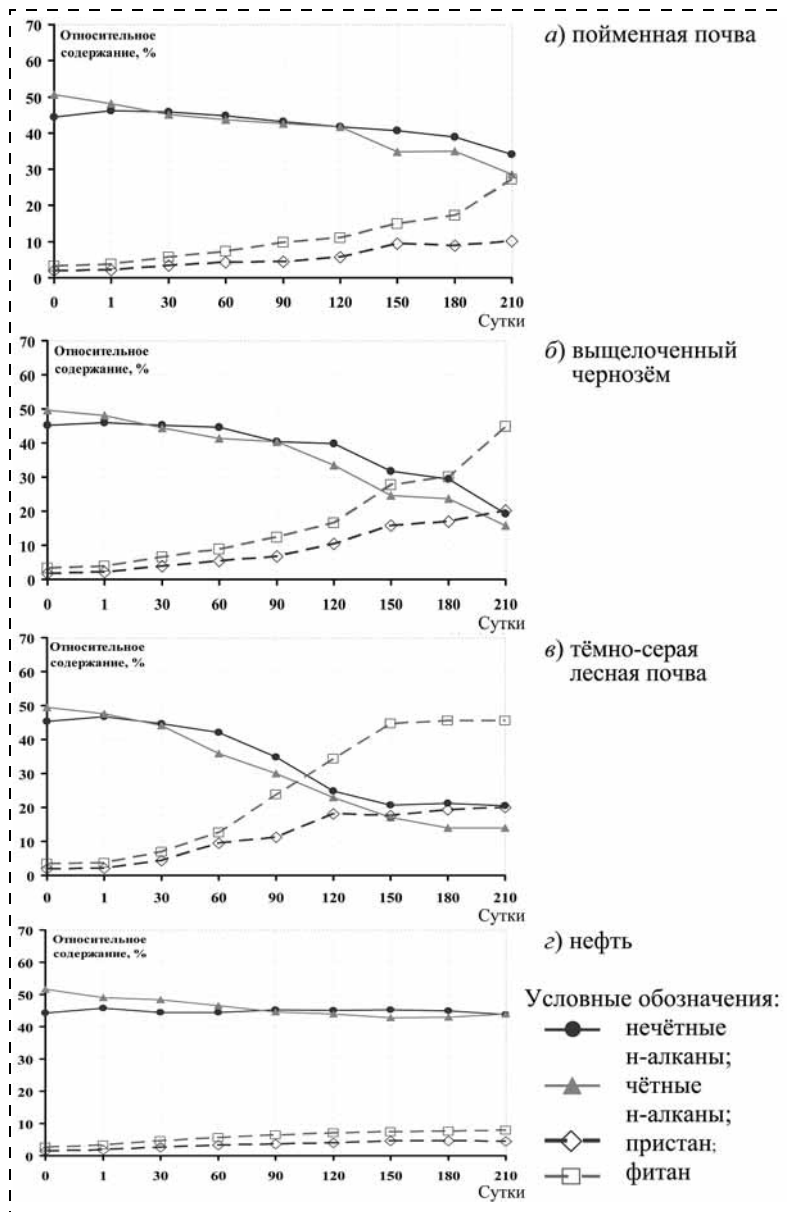 70
Относительное
содержание, %
60
50
40
30
20
10
0
0 1 30 60 90 120 150 180 210
Сутки
а) пойменная почва
70
Относительное
содержание, %
60
50
40
30
20
10
0
0 1 30 60 90 120 150 180 210
Сутки
б) выщелоченный
чернозём
70
Относительное
содержание, %
60
50
40
30
20
10
0
0 1 30 60 90 120 150 180 210
Сутки
в) тёмно-серая
лесная почва
70
Относительное
содержание, %
60
50
40
30
20
10
0
0 1 30 60 90 120 150 180 210
Сутки
г) нефть
Условные обозначения:
нечётные
н-алканы;
чётные
н-алканы;
пристан;
фитан